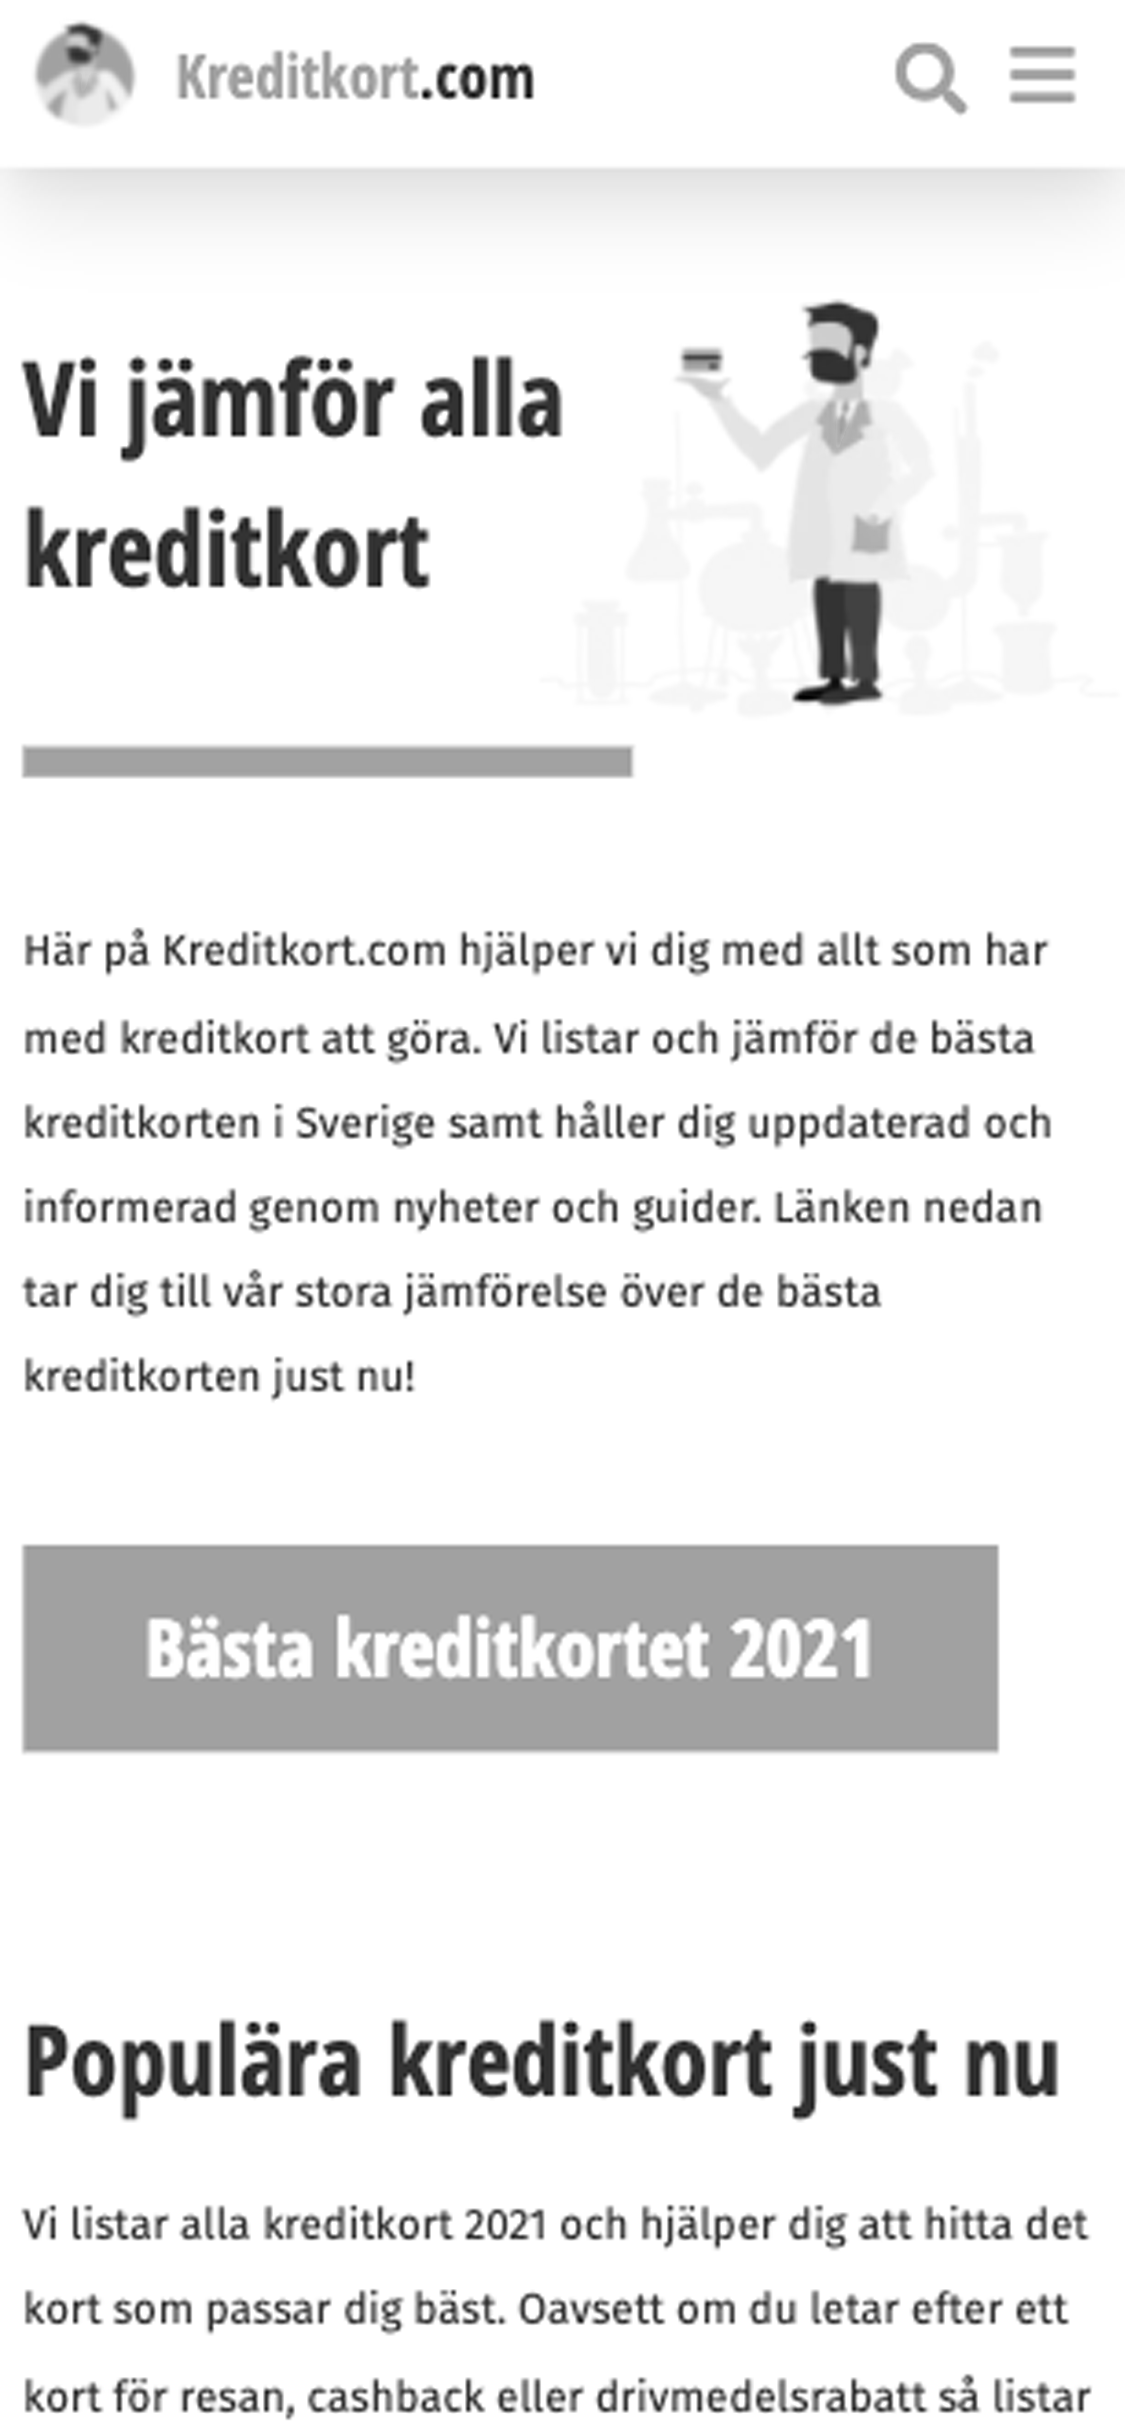 Kreditkort.com
Vi jämför alla
kreditkort
Här på Kreditkort.com hjälper vi dig med allt som har
med kreditkort att göra. Vi listar och jämför de bästa
kreditkorten i Sverige samt håller dig uppdaterad och
informerad genom nyheter och guider. Länken nedan
tar dig till vår stora jämförelse över de bästa
kreditkorten just nu!
Bästa kreditkortet 2021
Populära kreditkort just nu
Vi listar alla kreditkort 2021 och hjälper dig att hitta det
kort som passar dig bäst. Oavsett om du letar efter ett
kort för resan, cashback eller drivmedelsrabatt så listar